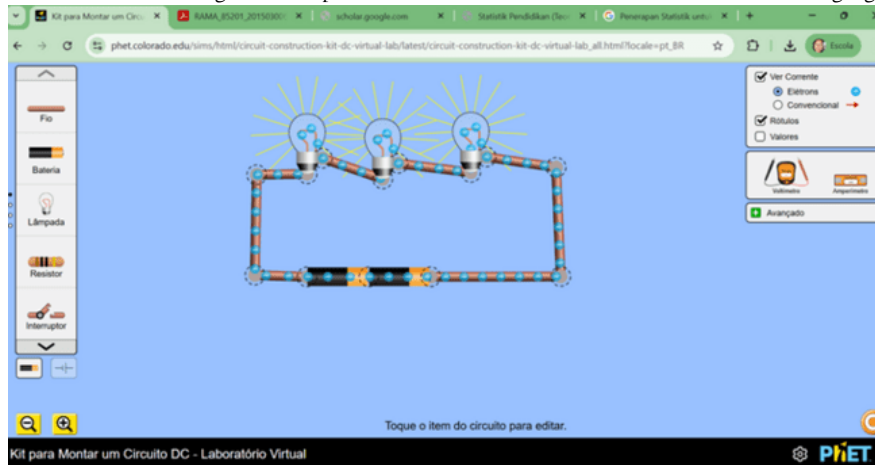 Kit para Montar um Circu
RAMA_85201_20150300
scholar.google.com
Statistik Pendidikan (Teo
Penerapan Statistik untu
phet.colorado.edu/sims/html/circuit-construction-kit-dc-virtual-lab/latest/circuit-construction-kit-dc-virtual-lab_all.html?locale=pt_BR
Escola
Fio
Bateria
Lâmpada
Resistor
Interruptor
Ver Corrente
Elétrons
Convencional
Rótulos
Valores
Voltímetro
Amperímetro
Avançado
Toque o item do circuito para editar.
Kit para Montar um Circuito DC - Laboratório Virtual
PhET